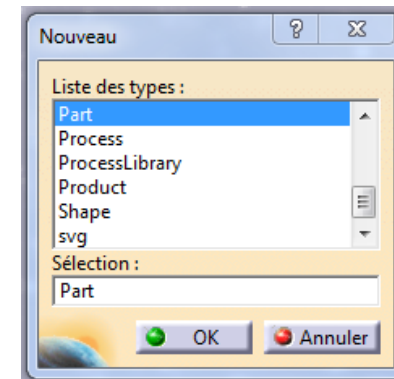 Nouveau
Liste des types :
Part
Process
ProcessLibrary
Product
Shape
svg
Sélection :
Part
OK Annuler